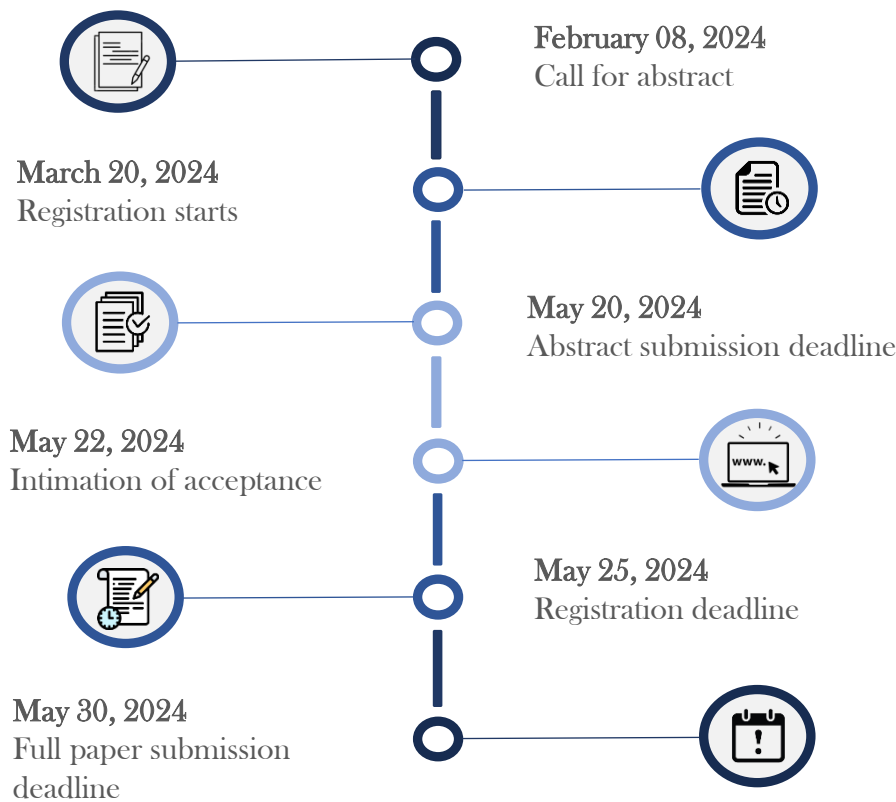 February 08, 2024
Call for abstract
March 20, 2024
Registration starts
May 20, 2024
Abstract submission deadline
May 22, 2024
Intimation of acceptance
www.
May 25, 2024
Registration deadline
May 30, 2024
Full paper submission
deadline
!